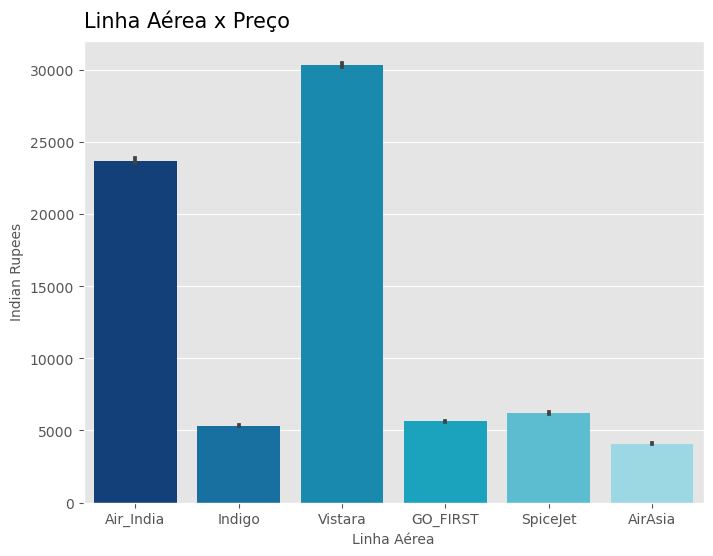 Linha Aérea x Preço
Indian Rupees
30000
25000
20000
15000
10000
5000
0
Air_India
Indigo
Vistara
GO_FIRST
SpiceJet
AirAsia
Linha Aérea